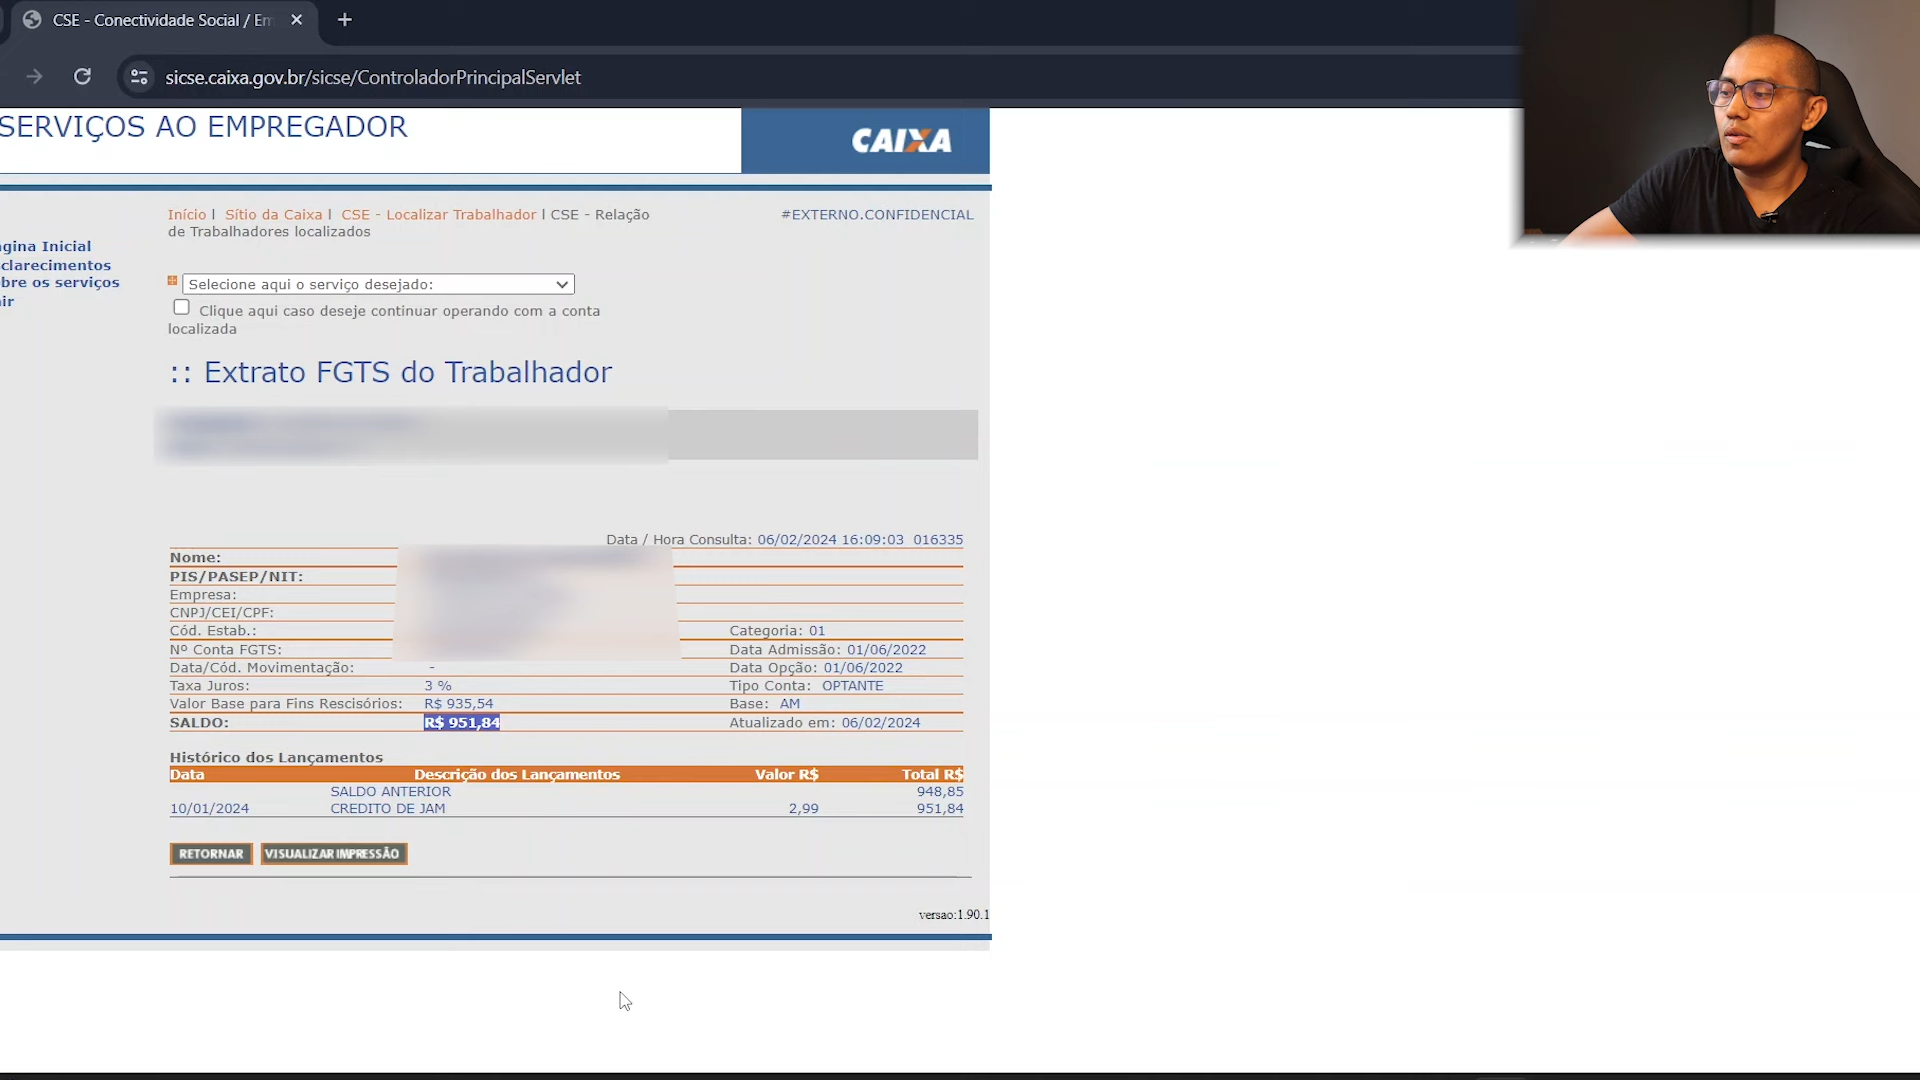 CSE - Conectividade Social / Em
sicse.caixa.gov.br/sicse/ControladorPrincipalServlet
SERVIÇOS AO EMPREGADOR
CAIXA
Início | Sítio da Caixa | CSE - Localizar Trabalhador | CSE - Relação
de Trabalhadores localizados
#EXTERNO.CONFIDENCIAL
gina Inicial
clarecimentos
bre os serviços
ir
Selecione aqui o serviço desejado:
Clique aqui caso deseje continuar operando com a conta
localizada
:: Extrato FGTS do Trabalhador
Data / Hora Consulta: 06/02/2024 16:09:03 016335
Nome:
PIS/PASEP/NIT:
Empresa:
CNPJ/CEI/CPF:
Cód. Estab.: Categoria: 01
Nº Conta FGTS: Data Admissão: 01/06/2022
Data/Cód. Movimentação: - Data Opção: 01/06/2022
Taxa Juros: 3 % Tipo Conta: OPTANTE
Valor Base para Fins Rescisórios: R$ 935,54 Base: AM
SALDO: R$ 951,84 Atualizado em: 06/02/2024
Histórico dos Lançamentos
Data Descrição dos Lançamentos Valor R$ Total R$
SALDO ANTERIOR 948,85
10/01/2024 CREDITO DE JAM 2,99 951,84
RETORNAR VISUALIZAR IMPRESSÃO
versao:1.90.1